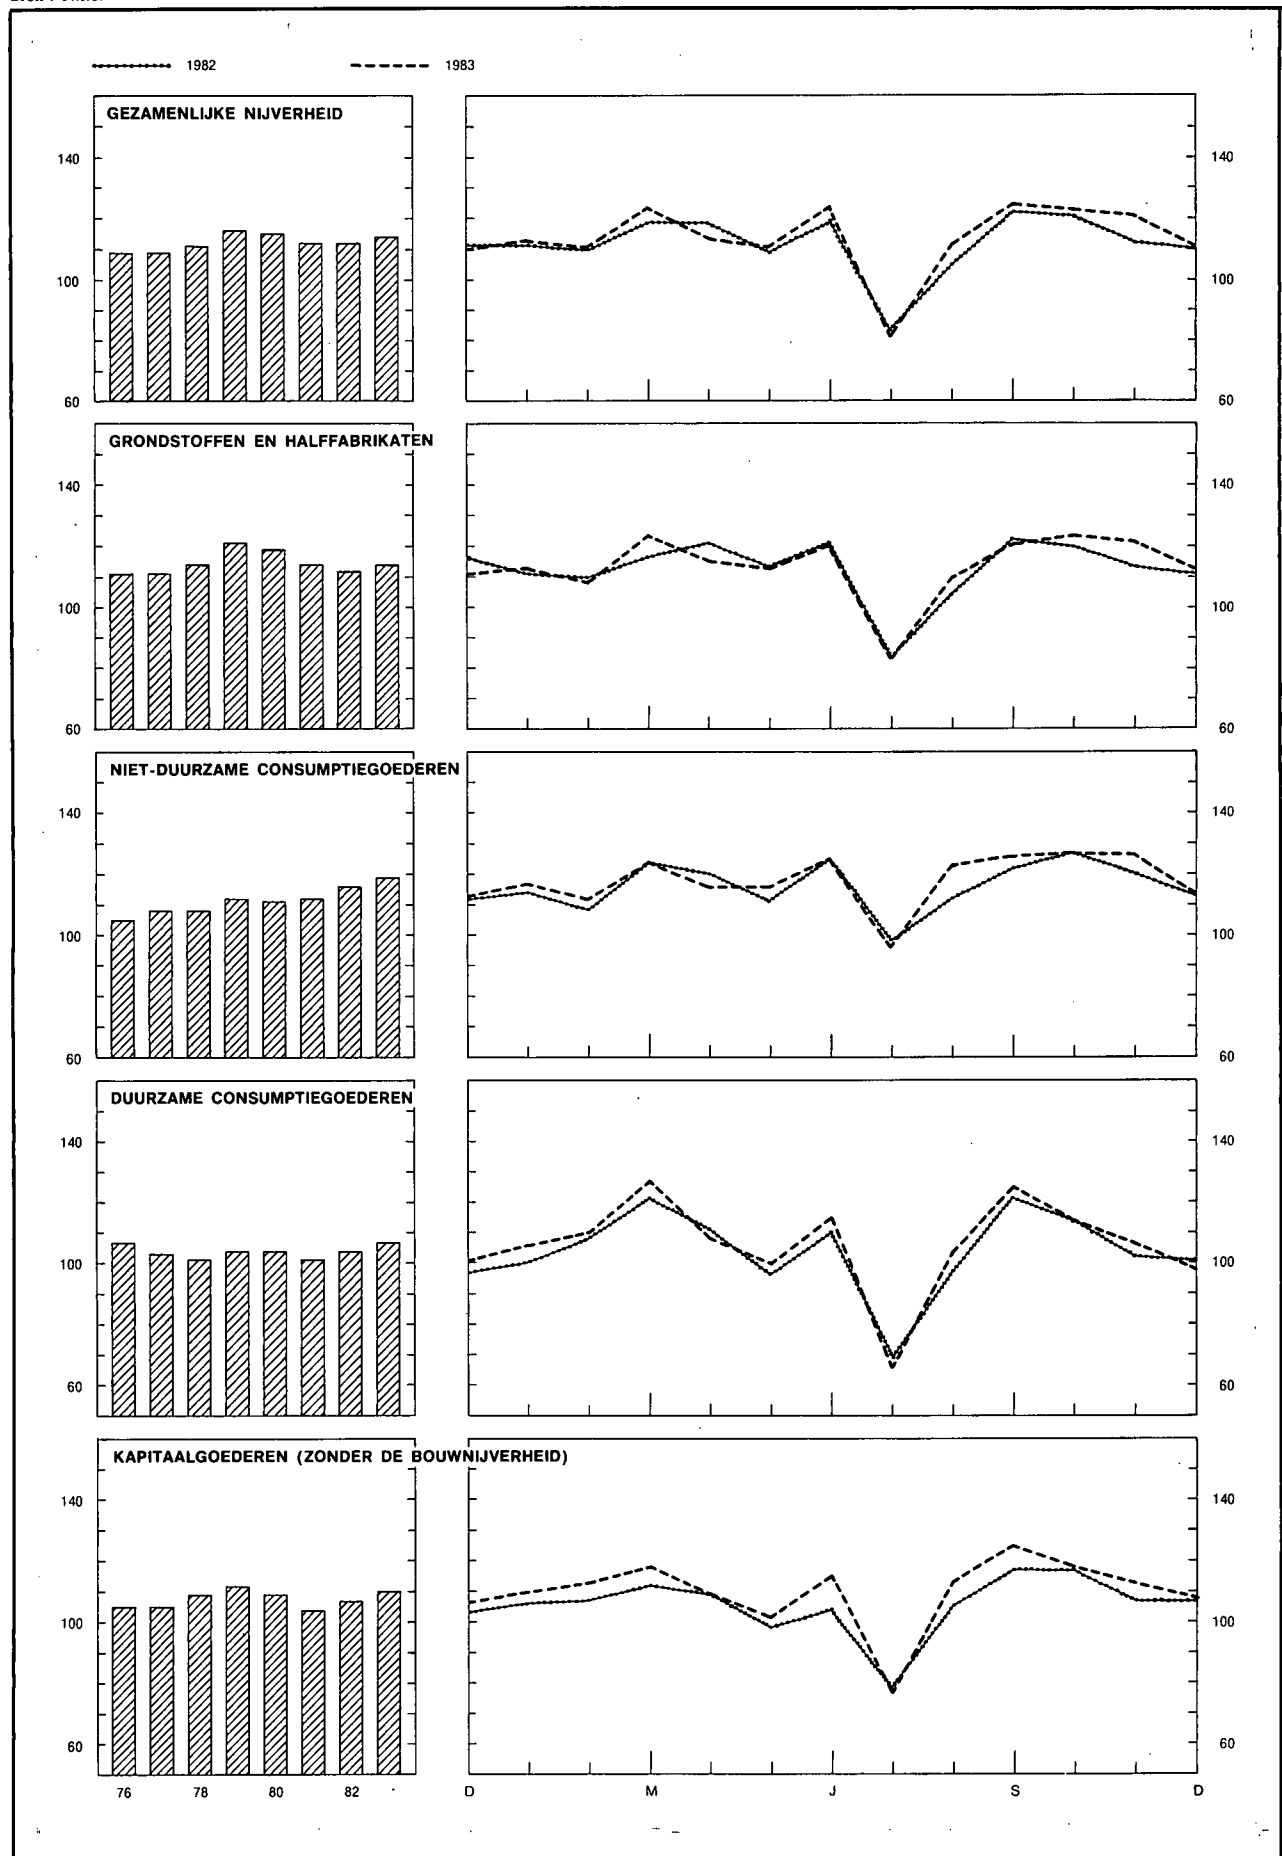 1982 1983
GEZAMENLIJKE NIJVERHEID
140 140
100 100
60 60
GRONDSTOFFEN EN HALFFABRIKATEN
140 140
100 100
60 60
NIET-DUURZAME CONSUMPTIEGOEDEREN
140 140
100 100
60 60
DUURZAME CONSUMPTIEGOEDEREN
140 140
100 100
60 60
KAPITAALGOEDEREN (ZONDER DE BOUWNIJVERHEID)
140 140
100 100
60 60
76 78 80 82 D M J S D